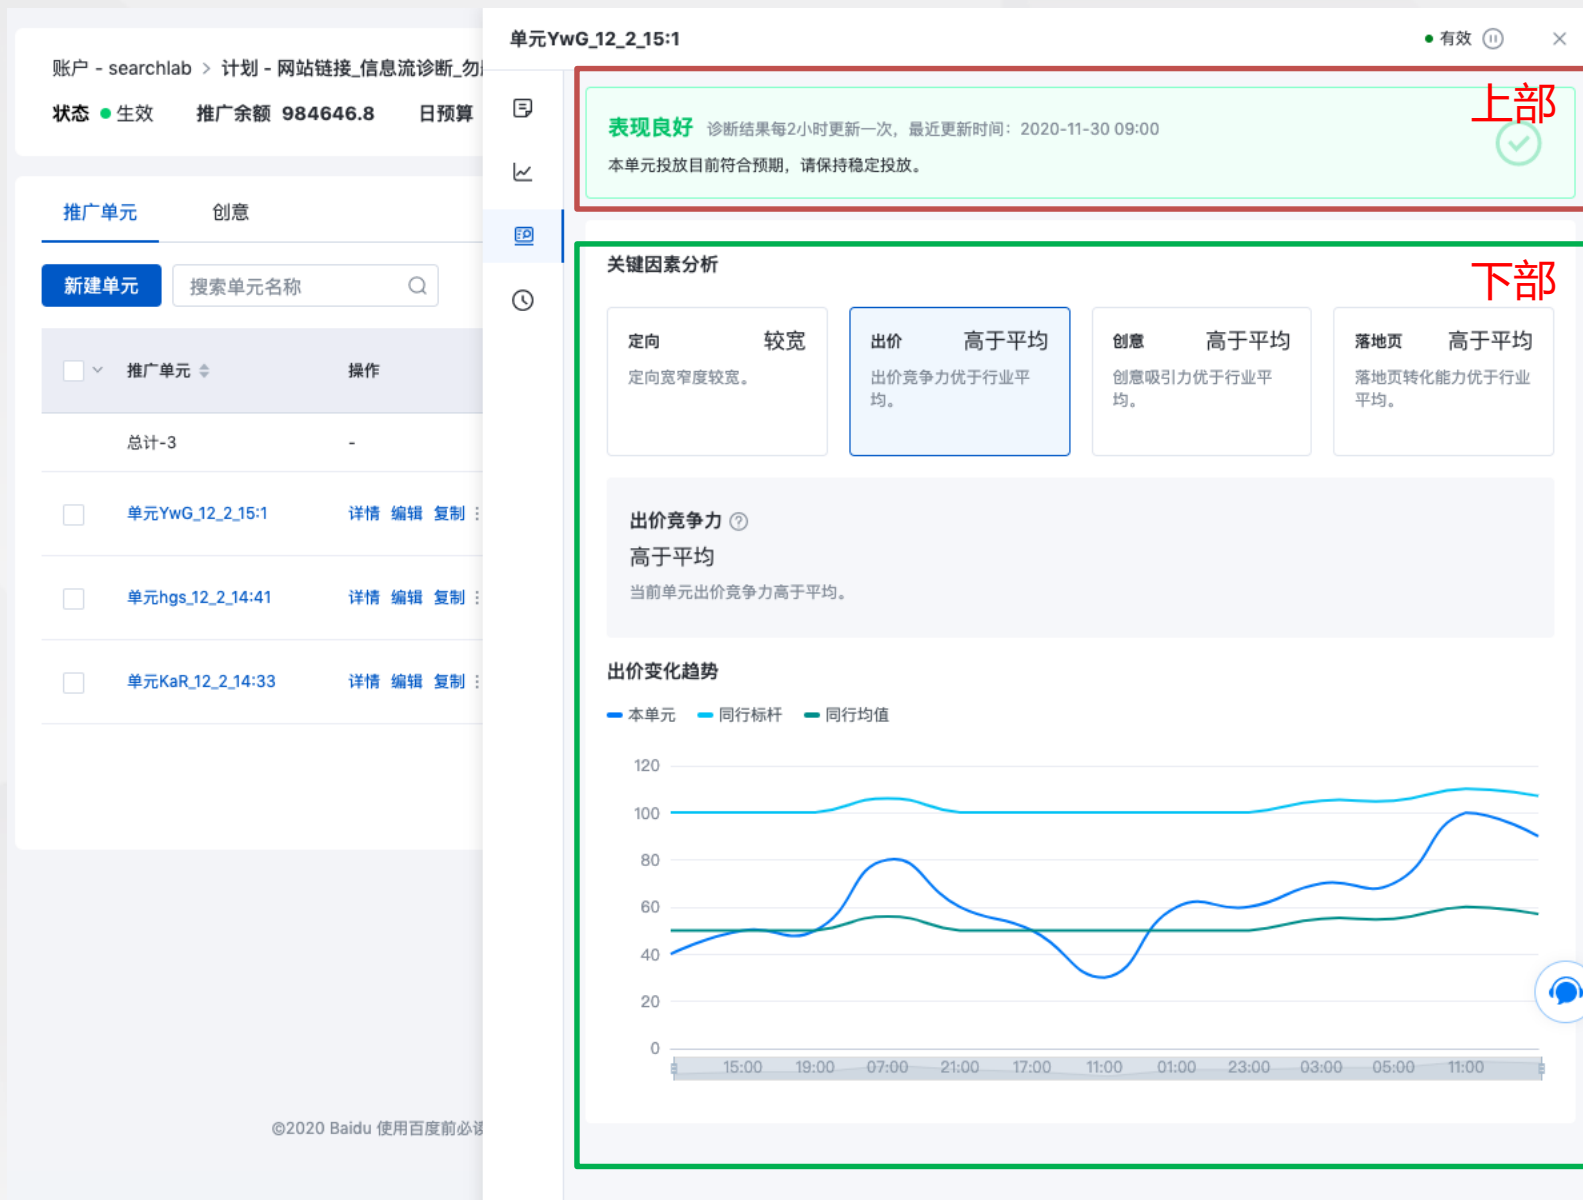 账户 - searchlab > 计划 - 网站链接_信息流诊断_勿
状态 生效 推广余额 984646.8 日预算
推广单元 创意
新建单元 搜索单元名称
推广单元 操作
总计-3 -
单元YwG_12_2_15:1 详情 编辑 复制
单元hgs_12_2_14:41 详情 编辑 复制
单元KaR_12_2_14:33 详情 编辑 复制
©2020 Baidu 使用百度前必读
单元YwG_12_2_15:1 有效
上部
表现良好 诊断结果每2小时更新一次，最近更新时间：2020-11-30 09:00
本单元投放目前符合预期，请保持稳定投放。
下部
关键因素分析
定向 较宽
定向宽窄度较宽。
出价 高于平均
出价竞争力优于行业平
均。
创意 高于平均
创意吸引力优于行业平
均。
落地页 高于平均
落地页转化能力优于行业
平均。
出价竞争力 ?
高于平均
当前单元出价竞争力高于平均。
出价变化趋势
本单元 同行标杆 同行均值
120
100
80
60
40
20
0
15:00 19:00 07:00 21:00 17:00 11:00 01:00 23:00 03:00 05:00 11:00